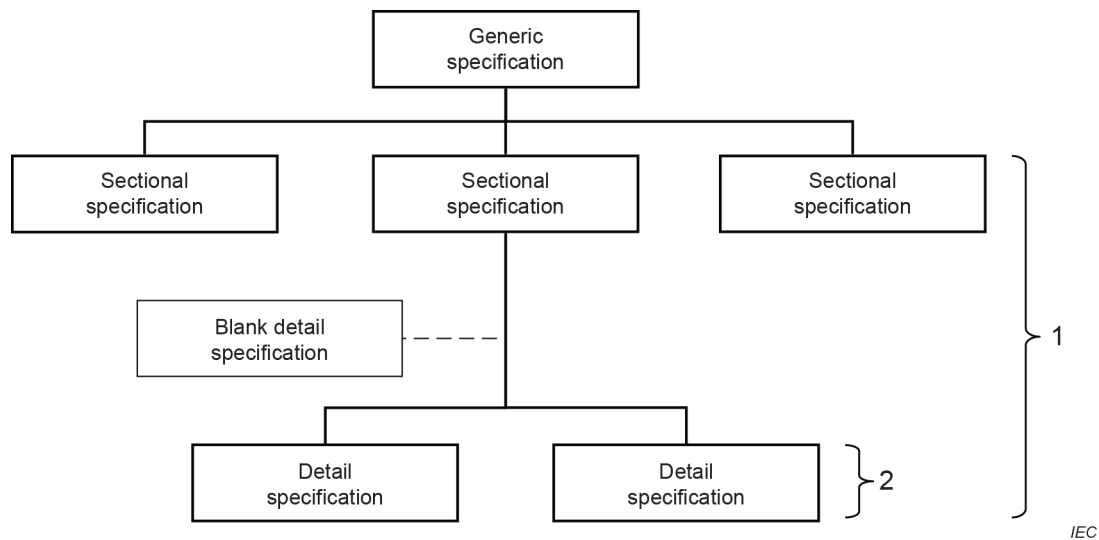 Generic
specification
Sectional
specification
Sectional
specification
Sectional
specification
Blank detail
specification
1
Detail
specification
Detail
specification
2
IEC